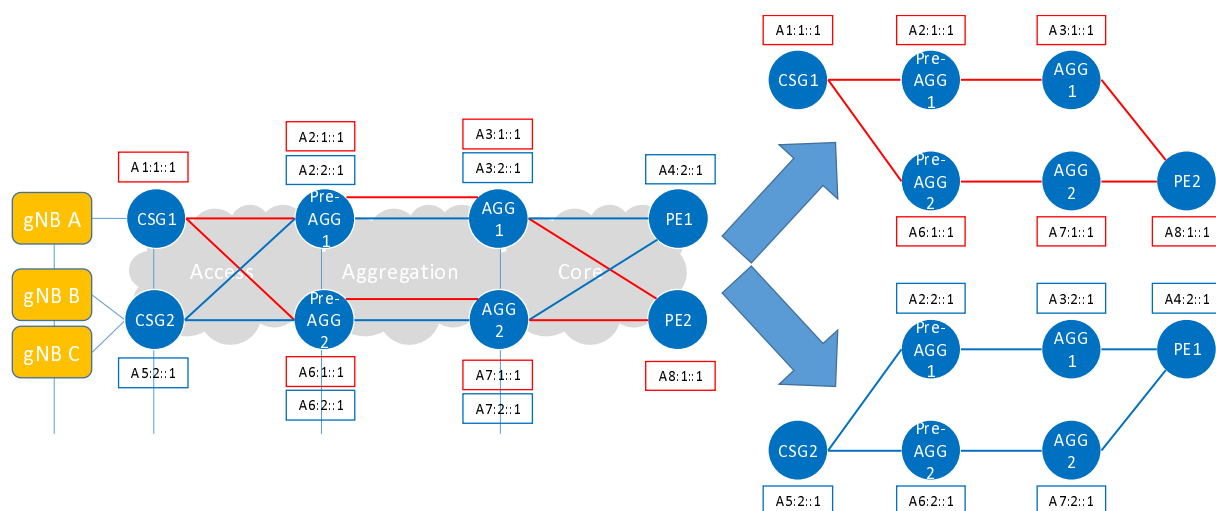 A1:1::1
A2:1::1
A3:1::1
CSG1
Pre-
AGG
1
AGG
1
Pre-
AGG
2
AGG
2
PE2
A6:1::1
A7:1::1
A8:1::1
A1:1::1
A2:1::1
A2:2::1
A3:1::1
A3:2::1
A4:2::1
gNB A
CSG1
Pre-
AGG
1
AGG
1
PE1
Access
Aggregation
Core
gNB B
gNB C
CSG2
Pre-
AGG
2
AGG
2
PE2
A5:2::1
A6:1::1
A6:2::1
A7:1::1
A7:2::1
A8:1::1
A2:2::1
A3:2::1
A4:2::1
Pre-
AGG
1
AGG
1
PE1
CSG2
Pre-
AGG
2
AGG
2
A5:2::1
A6:2::1
A7:2::1